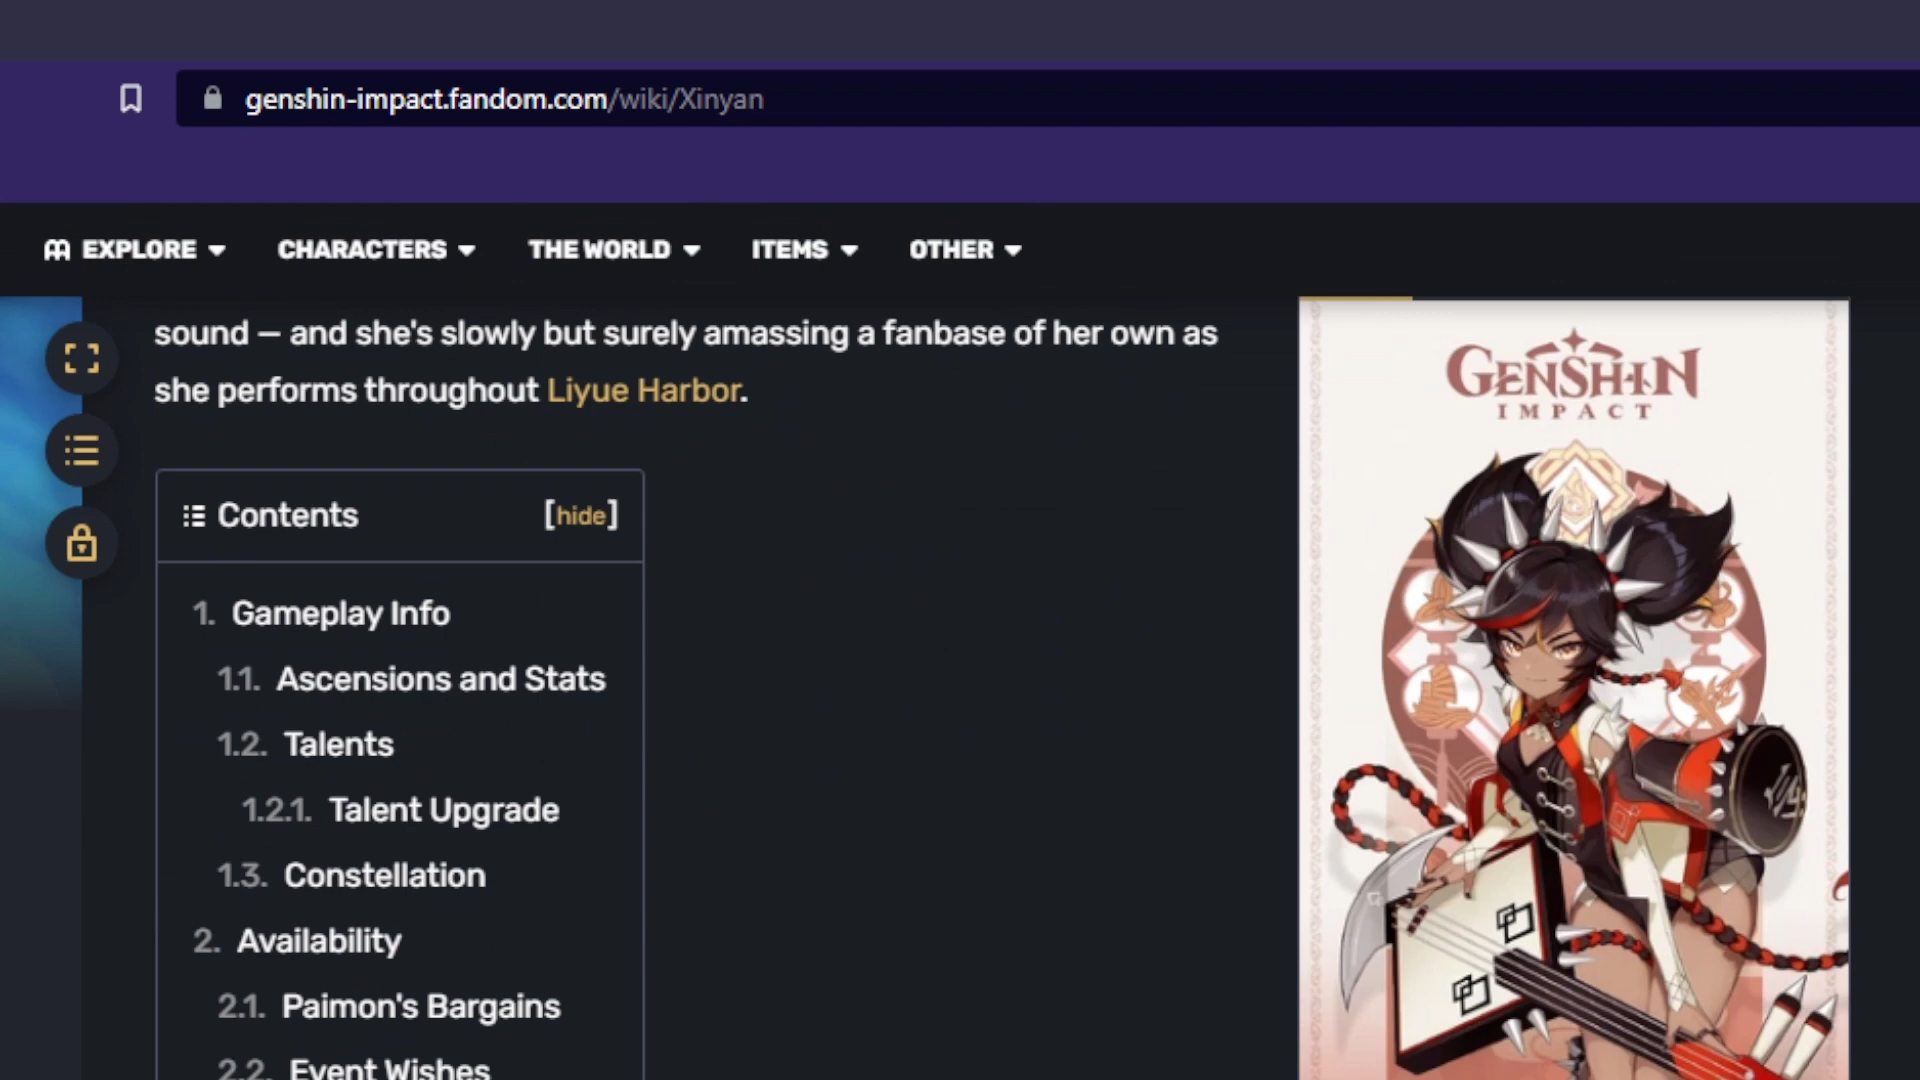 genshin-impact.fandom.com/wiki/Xinyan
EXPLORE CHARACTERS THE WORLD ITEMS OTHER
sound — and she's slowly but surely amassing a fanbase of her own as
she performs throughout Liyue Harbor.
Contents [hide]
1. Gameplay Info
1.1. Ascensions and Stats
1.2. Talents
1.2.1. Talent Upgrade
1.3. Constellation
2. Availability
2.1. Paimon's Bargains
2.2. Event Wishes
GENSHIN
IMPACT